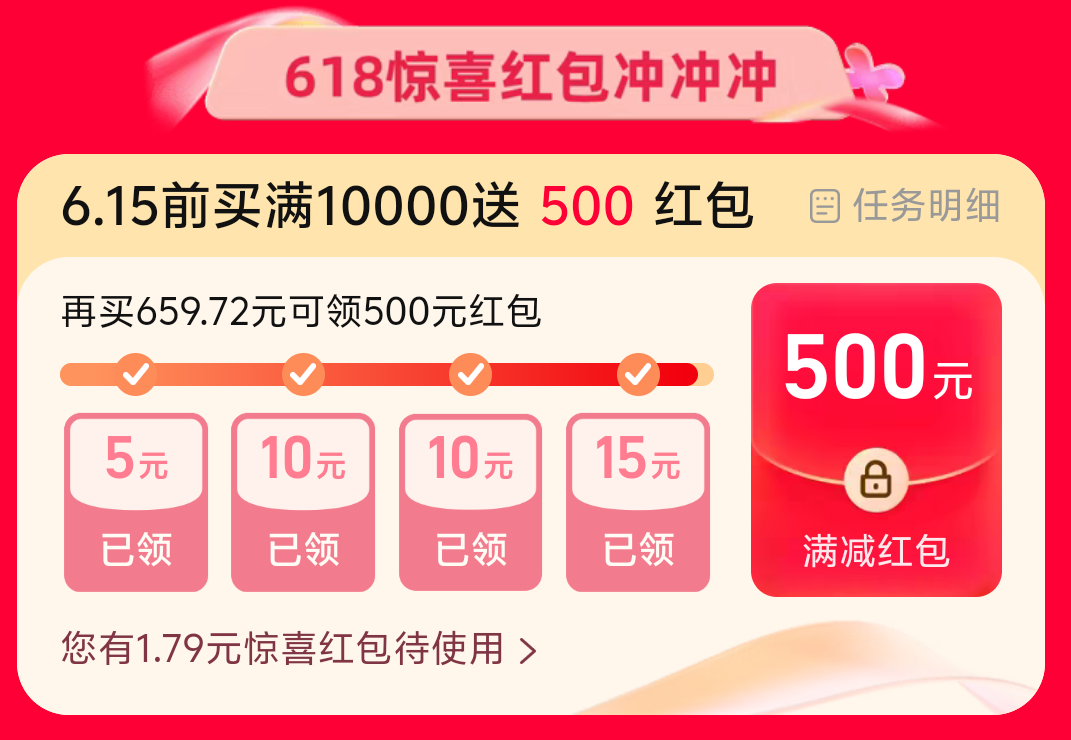 618惊喜红包冲冲冲
6.15前买满10000送 500 红包
任务明细
再买659.72元可领500元红包
5元
已领
10元
已领
10元
已领
15元
已领
500元
满减红包
您有1.79元惊喜红包待使用 >